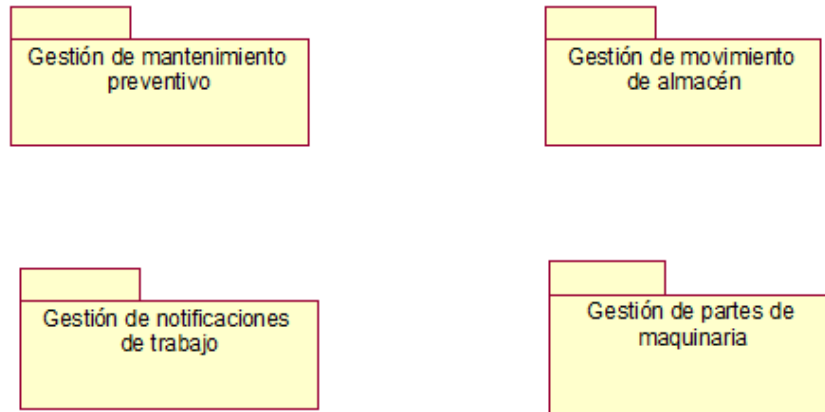 Gestión de mantenimiento
preventivo
Gestión de movimiento
de almacén
Gestión de notificaciones
de trabajo
Gestión de partes de
maquinaria